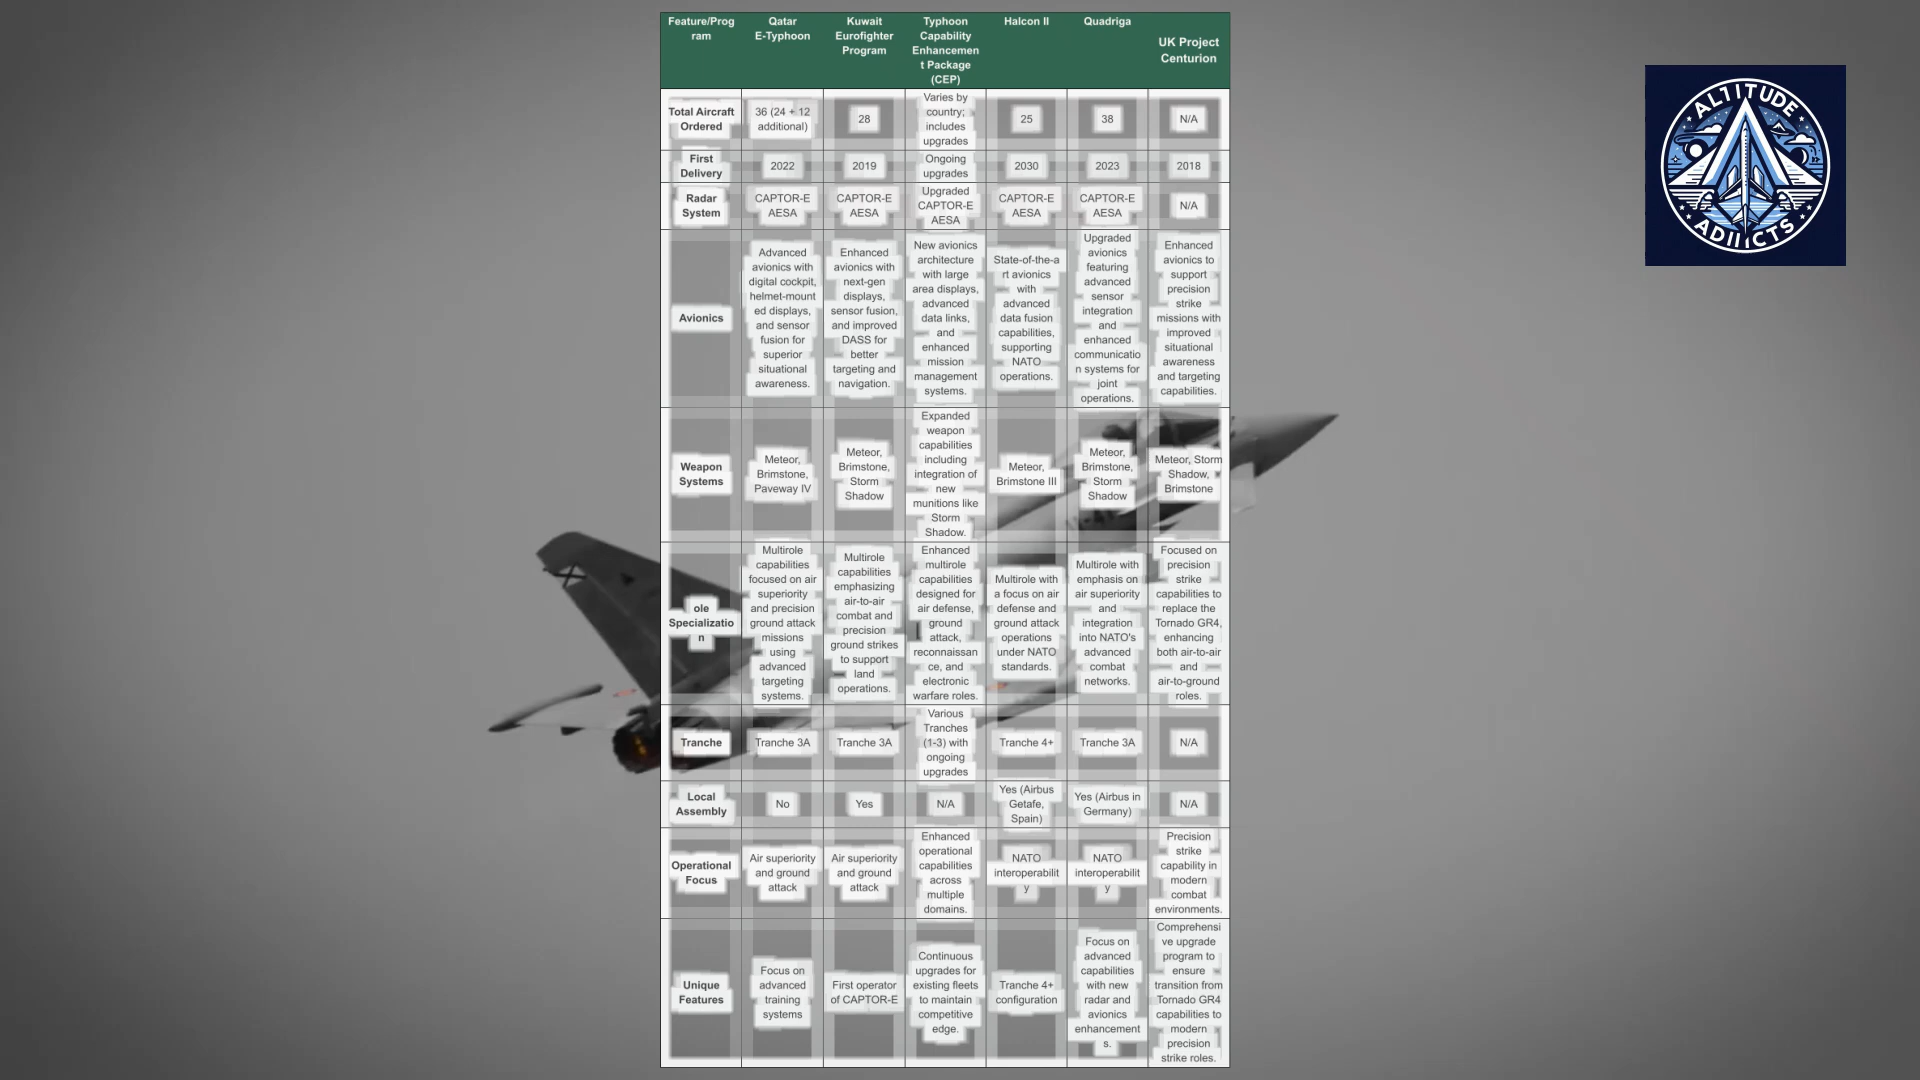 Feature/Prog
ram
Qatar
E-Typhoon
Kuwait
Eurofighter
Program
Typhoon
Capability
Enhancemen
t Package
(CEP)
Halcon II
Quadriga
UK Project
Centurion
Total Aircraft
Ordered
36 (24 + 12
additional)
28
Varies by
country;
includes
upgrades
25
38
N/A
First
Delivery
2022
2019
Ongoing
upgrades
2030
2023
2018
Radar
System
CAPTOR-E
AESA
CAPTOR-E
AESA
Upgraded
CAPTOR-E
AESA
CAPTOR-E
AESA
CAPTOR-E
AESA
N/A
Avionics
Advanced
avionics with
digital cockpit,
helmet-mount
ed displays,
and sensor
fusion for
superior
situational
awareness.
Enhanced
avionics with
next-gen
displays,
sensor fusion,
and improved
DASS for
better
targeting and
navigation.
New avionics
architecture
with large
area displays,
advanced
data links,
and
enhanced
mission
management
systems.
State-of-the-a
rt avionics
with
advanced
data fusion
capabilities,
supporting
NATO
operations.
Upgraded
avionics
featuring
advanced
sensor
integration
and
enhanced
communicatio
n systems for
joint
operations.
Enhanced
avionics to
support
precision
strike
missions with
improved
situational
awareness
and targeting
capabilities.
Weapon
Systems
Meteor,
Brimstone,
Paveway IV
Meteor,
Brimstone,
Storm
Shadow
Expanded
weapon
capabilities
including
integration of
new
munitions like
Storm
Shadow.
Meteor,
Brimstone III
Meteor,
Brimstone,
Storm
Shadow
Meteor, Storm
Shadow,
Brimstone
ole
Specializatio
n
Multirole
capabilities
focused on air
superiority
and precision
ground attack
missions
using
advanced
targeting
systems.
Multirole
capabilities
emphasizing
air-to-air
combat and
precision
ground strikes
to support
land
operations.
Enhanced
multirole
capabilities
designed for
air defense,
ground
attack,
reconnaissan
ce, and
electronic
warfare roles.
Multirole with
a focus on air
defense and
ground attack
operations
under NATO
standards.
Multirole with
emphasis on
air superiority
and
integration
into NATO's
advanced
combat
networks.
Focused on
precision
strike
capabilities to
replace the
Tornado GR4,
enhancing
both air-to-air
and
air-to-ground
roles.
Tranche
Tranche 3A
Tranche 3A
Various
Tranches
(1-3) with
ongoing
upgrades
Tranche 4+
Tranche 3A
N/A
Local
Assembly
No
Yes
N/A
Yes (Airbus
Getafe,
Spain)
Yes (Airbus in
Germany)
N/A
Operational
Focus
Air superiority
and ground
attack
Air superiority
and ground
attack
Enhanced
operational
capabilities
across
multiple
domains.
NATO
interoperabilit
y
NATO
interoperabilit
y
Precision
strike
capability in
modern
combat
environments.
Unique
Features
Focus on
advanced
training
systems
First operator
of CAPTOR-E
Continuous
upgrades for
existing fleets
to maintain
competitive
edge.
Tranche 4+
configuration
Focus on
advanced
capabilities
with new
radar and
avionics
enhancement
s.
Comprehensi
ve upgrade
program to
ensure
transition from
Tornado GR4
capabilities to
modern
precision
strike roles.
ALTITUDE
ADIICTS